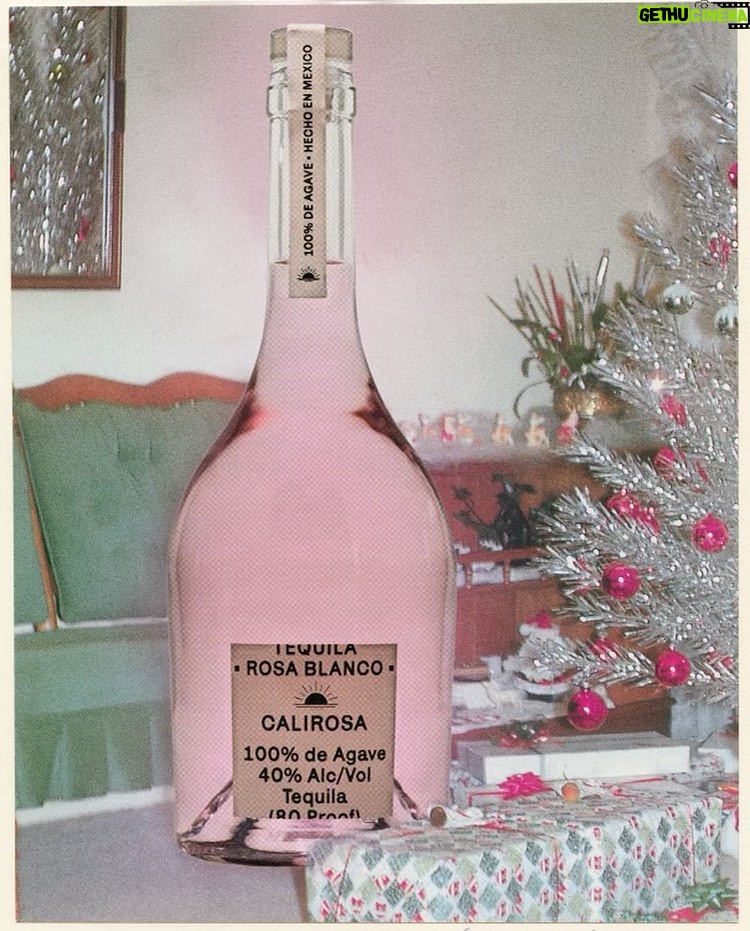 GETHUCINEMA
100% DE AGAVE • HECHO EN MEXICO
TEQUILA
• ROSA BLANCO •
CALIROSA
100% de Agave
40% Alc/Vol
Tequila
(80 Proof)